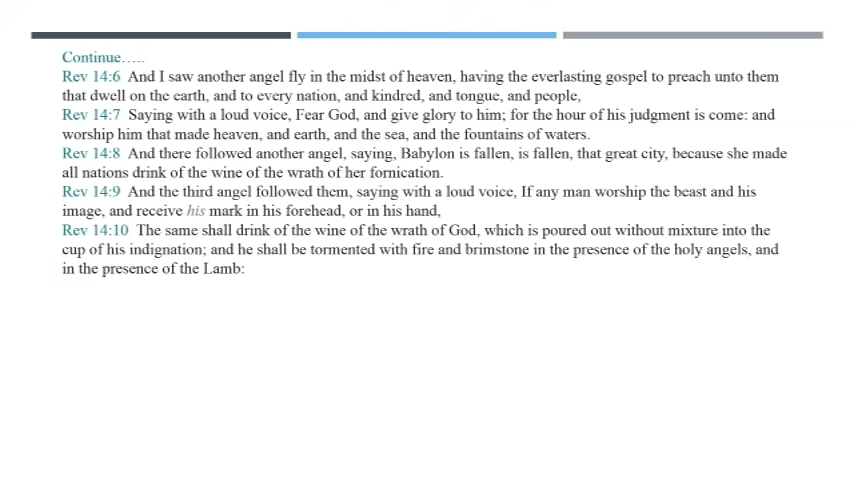 Continue…..
Rev 14:6 And I saw another angel fly in the midst of heaven, having the everlasting gospel to preach unto them
that dwell on the earth, and to every nation, and kindred, and tongue, and people,
Rev 14:7 Saying with a loud voice, Fear God, and give glory to him; for the hour of his judgment is come: and
worship him that made heaven, and earth, and the sea, and the fountains of waters.
Rev 14:8 And there followed another angel, saying, Babylon is fallen, is fallen, that great city, because she made
all nations drink of the wine of the wrath of her fornication.
Rev 14:9 And the third angel followed them, saying with a loud voice, If any man worship the beast and his
image, and receive his mark in his forehead, or in his hand,
Rev 14:10 The same shall drink of the wine of the wrath of God, which is poured out without mixture into the
cup of his indignation; and he shall be tormented with fire and brimstone in the presence of the holy angels, and
in the presence of the Lamb: